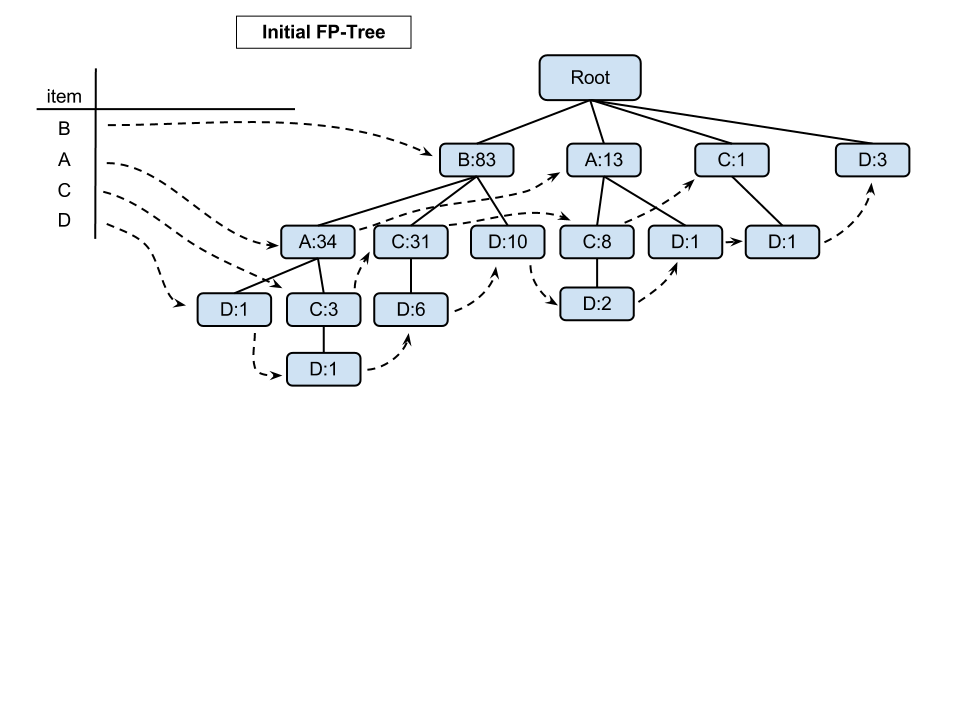 Initial FP-Tree
Root
item
B
A
C
D
B:83
A:13
C:1
D:3
A:34
C:31
D:10
C:8
D:1
D:1
D:1
C:3
D:6
D:2
D:1